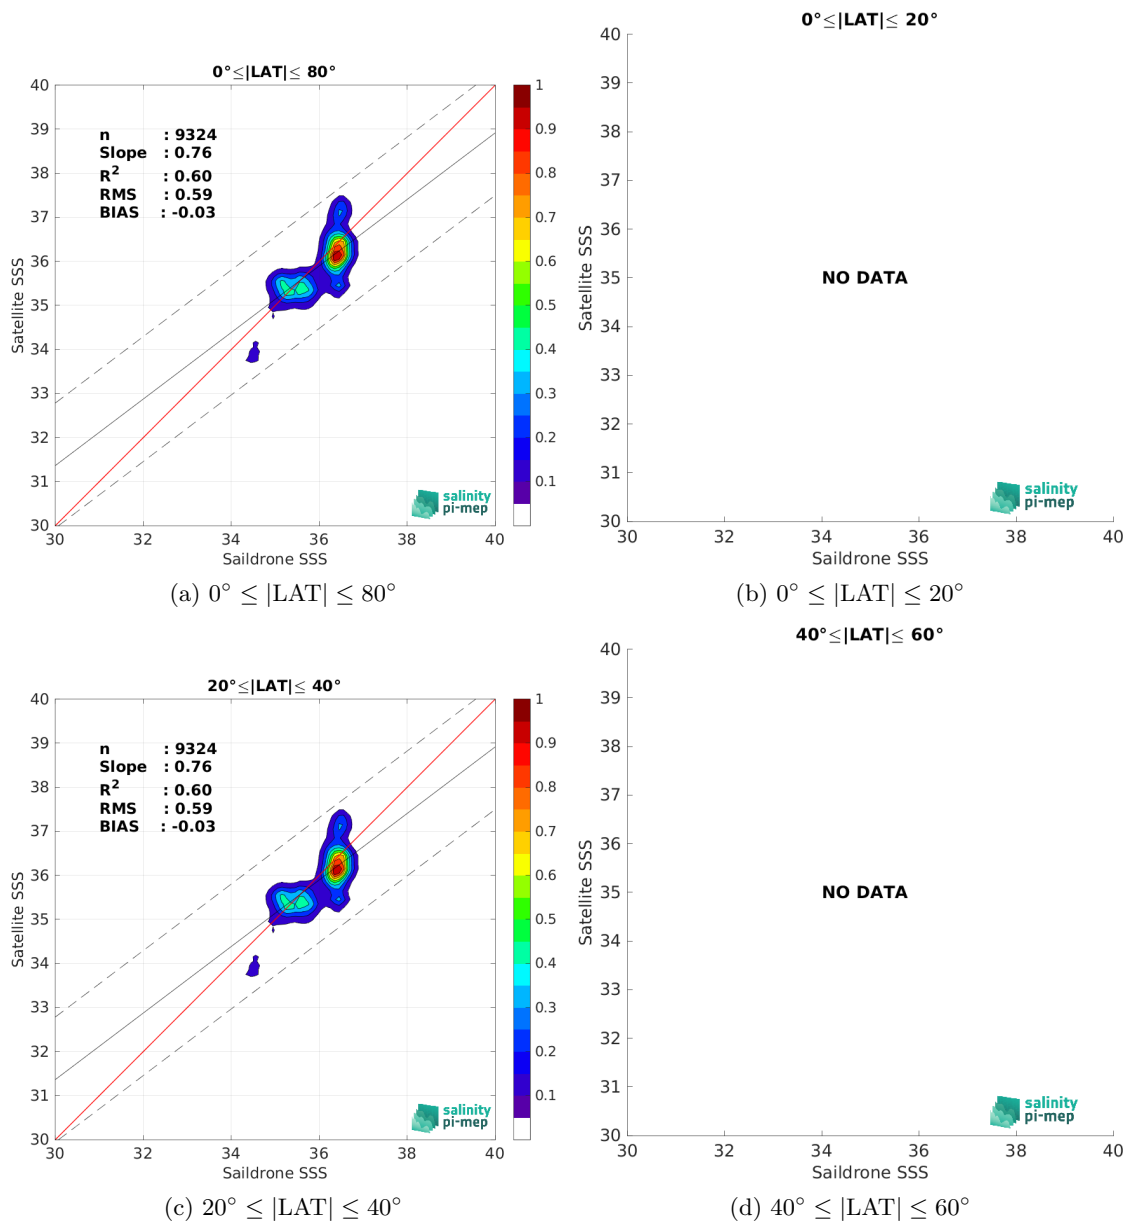 0°≤|LAT|≤ 80°
40
39
38
37
36
35
34
33
32
31
30
Satellite SSS
n : 9324
Slope : 0.76
R² : 0.60
RMS : 0.59
BIAS : -0.03
salinity
pi-mep
30 32 34 36 38 40
Saildrone SSS
1
0.9
0.8
0.7
0.6
0.5
0.4
0.3
0.2
0.1
(a) 0° ≤ |LAT| ≤ 80°
0°≤|LAT|≤ 20°
40
39
38
37
36
35
34
33
32
31
30
Satellite SSS
NO DATA
salinity
pi-mep
30 32 34 36 38 40
Saildrone SSS
(b) 0° ≤ |LAT| ≤ 20°
20°≤|LAT|≤ 40°
40
39
38
37
36
35
34
33
32
31
30
Satellite SSS
n : 9324
Slope : 0.76
R² : 0.60
RMS : 0.59
BIAS : -0.03
salinity
pi-mep
30 32 34 36 38 40
Saildrone SSS
1
0.9
0.8
0.7
0.6
0.5
0.4
0.3
0.2
0.1
(c) 20° ≤ |LAT| ≤ 40°
40°≤|LAT|≤ 60°
40
39
38
37
36
35
34
33
32
31
30
Satellite SSS
NO DATA
salinity
pi-mep
30 32 34 36 38 40
Saildrone SSS
(d) 40° ≤ |LAT| ≤ 60°